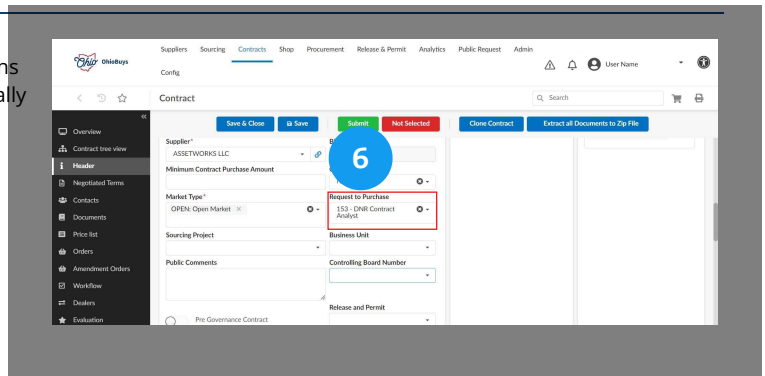 ns
ally
Ohio OhioBuys
Suppliers Sourcing Contracts Shop Procurement Release & Permit Analytics Public Request Admin
Config
User Name
Contract
Search
Save & Close Save Submit Not Selected Clone Contract Extract all Documents to Zip File
Overview
Contract tree view
Header
Negotiated Terms
Contacts
Documents
Price list
Orders
Amendment Orders
Workflow
Dealers
Evaluation
Supplier*
ASSETWORKS LLC
6
Minimum Contract Purchase Amount
Market Type*
OPEN: Open Market
Request to Purchase
153 - DNR Contract
Analyst
Sourcing Project
Business Unit
Public Comments
Controlling Board Number
Release and Permit
Pre Governance Contract